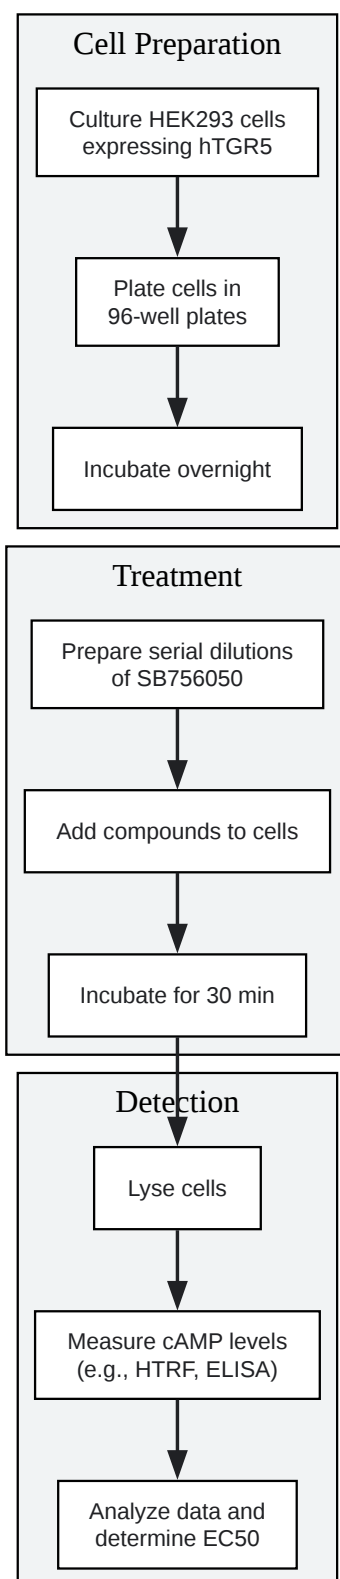 Cell Preparation
Culture HEK293 cells
expressing hTGR5
Plate cells in
96-well plates
Incubate overnight
Treatment
Prepare serial dilutions
of SB756050
Add compounds to cells
Incubate for 30 min
Detection
Lyse cells
Measure cAMP levels
(e.g., HTRF, ELISA)
Analyze data and
determine EC50